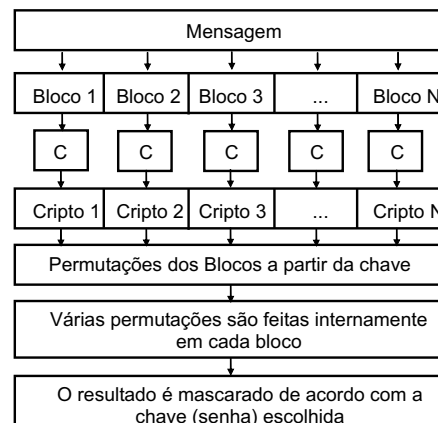 Mensagem
Bloco 1 Bloco 2 Bloco 3 ... Bloco N
C C C C C
Cripto 1 Cripto 2 Cripto 3 ... Cripto N
Permutações dos Blocos a partir da chave
Várias permutações são feitas internamente
em cada bloco
O resultado é mascarado de acordo com a
chave (senha) escolhida